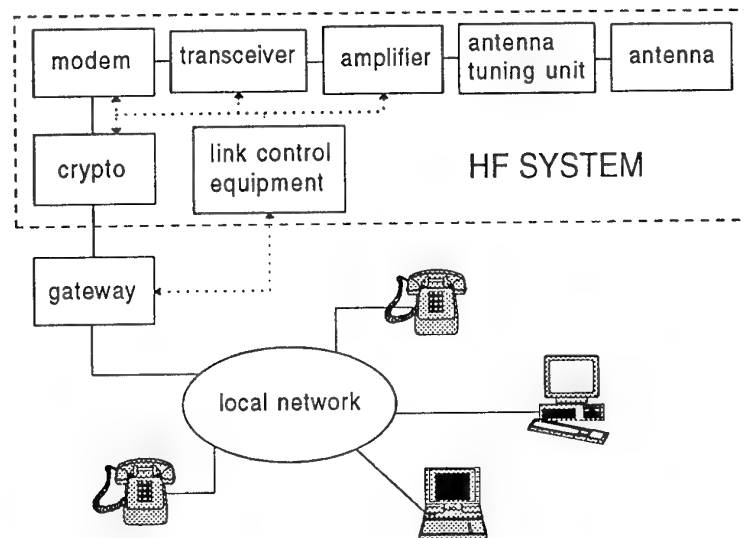 modem
transceiver
amplifier
antenna
tuning unit
antenna
crypto
link control
equipment
HF SYSTEM
gateway
local network